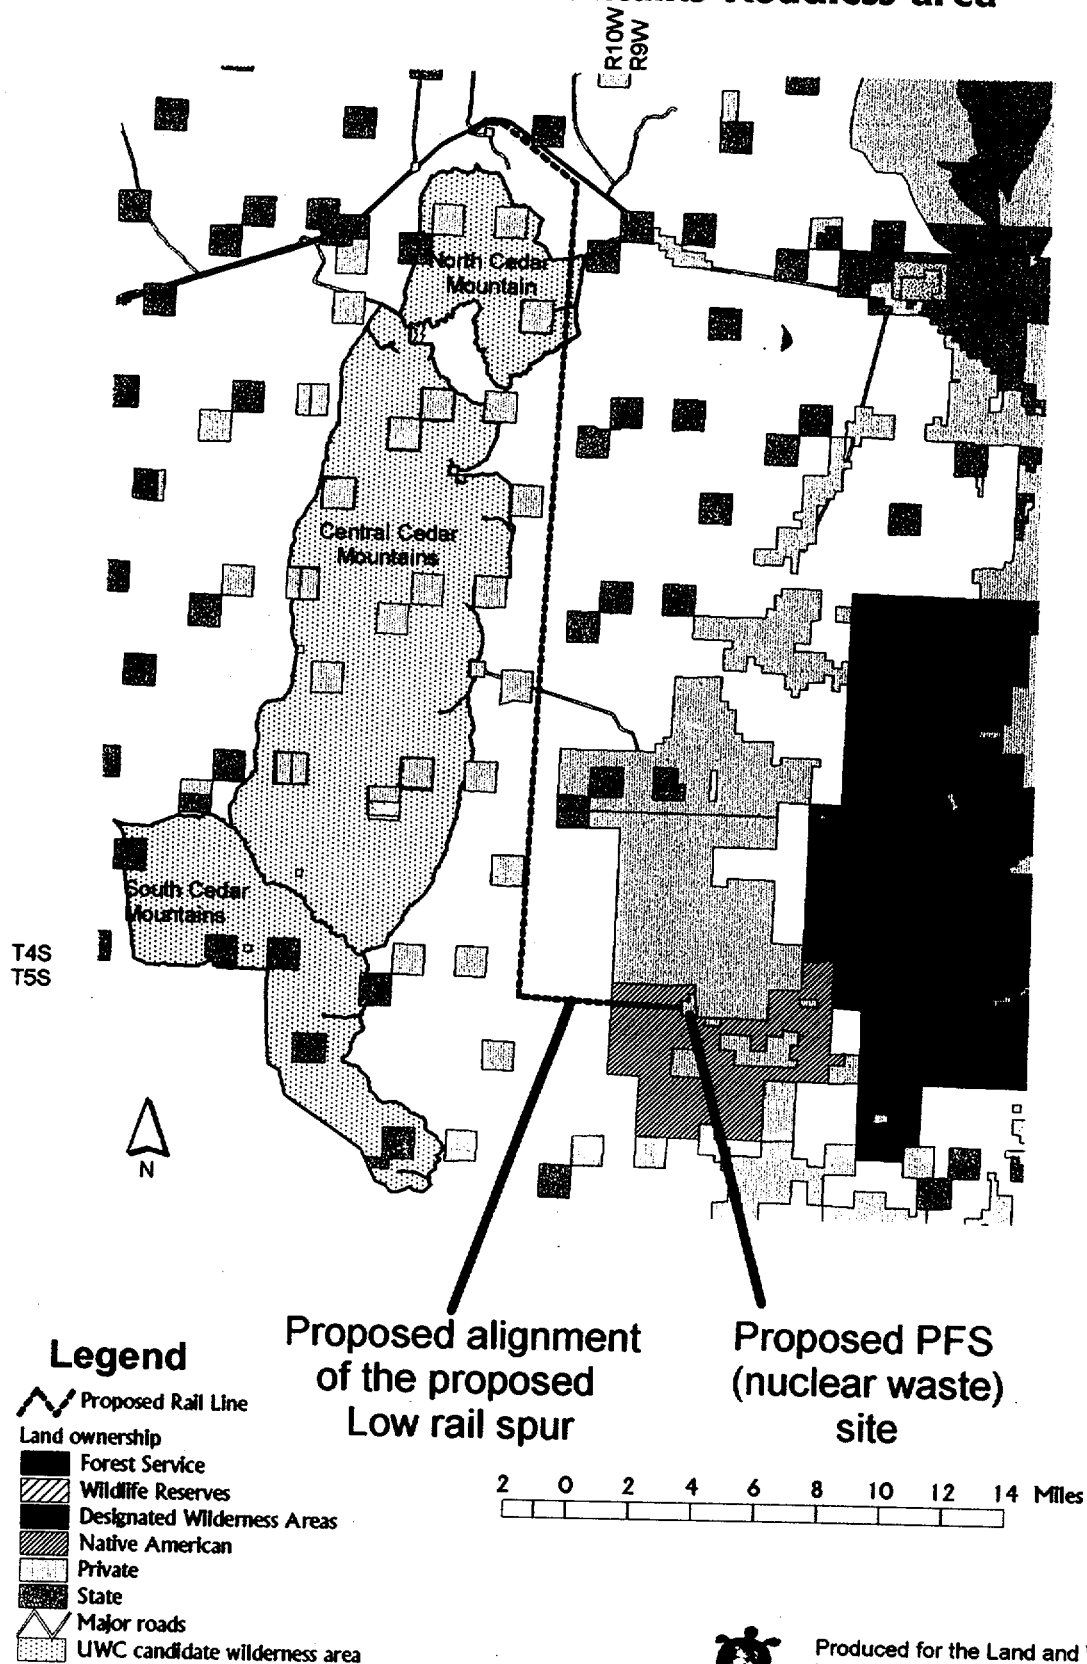 Roadless area
R10W
R9W
North Cedar
Mountain
Central Cedar
Mountains
South Cedar
Mountains
T4S
T5S
N
Proposed alignment
of the proposed
Low rail spur
Proposed PFS
(nuclear waste)
site
Legend
Proposed Rail Line
Land ownership
Forest Service
Wildlife Reserves
Designated Wilderness Areas
Native American
Private
State
Major roads
UWC candidate wilderness area
2 0 2 4 6 8 10 12 14 Miles
Produced for the Land and